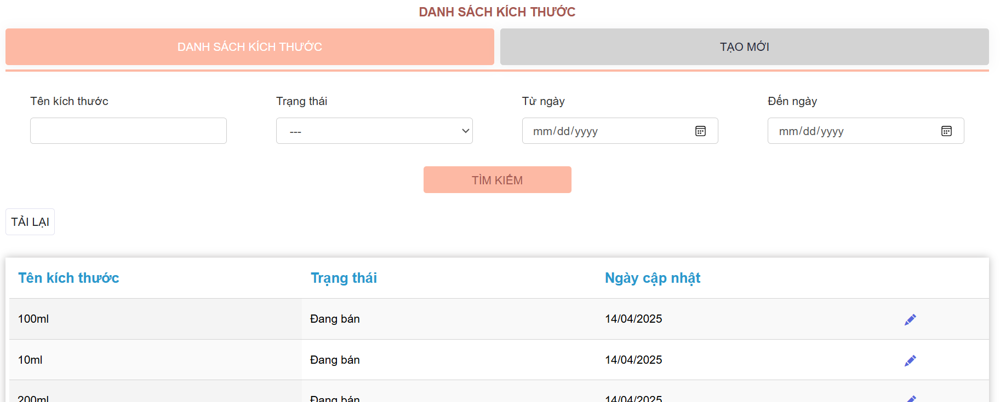 DANH SÁCH KÍCH THƯỚC
DANH SÁCH KÍCH THƯỚC TẠO MỚI
Tên kích thước Trạng thái Từ ngày Đến ngày
--- mm/dd/yyyy mm/dd/yyyy
TÌM KIẾM
TẢI LẠI
Tên kích thước Trạng thái Ngày cập nhật
100ml Đang bán 14/04/2025
10ml Đang bán 14/04/2025
200ml Đang bán 14/04/2025